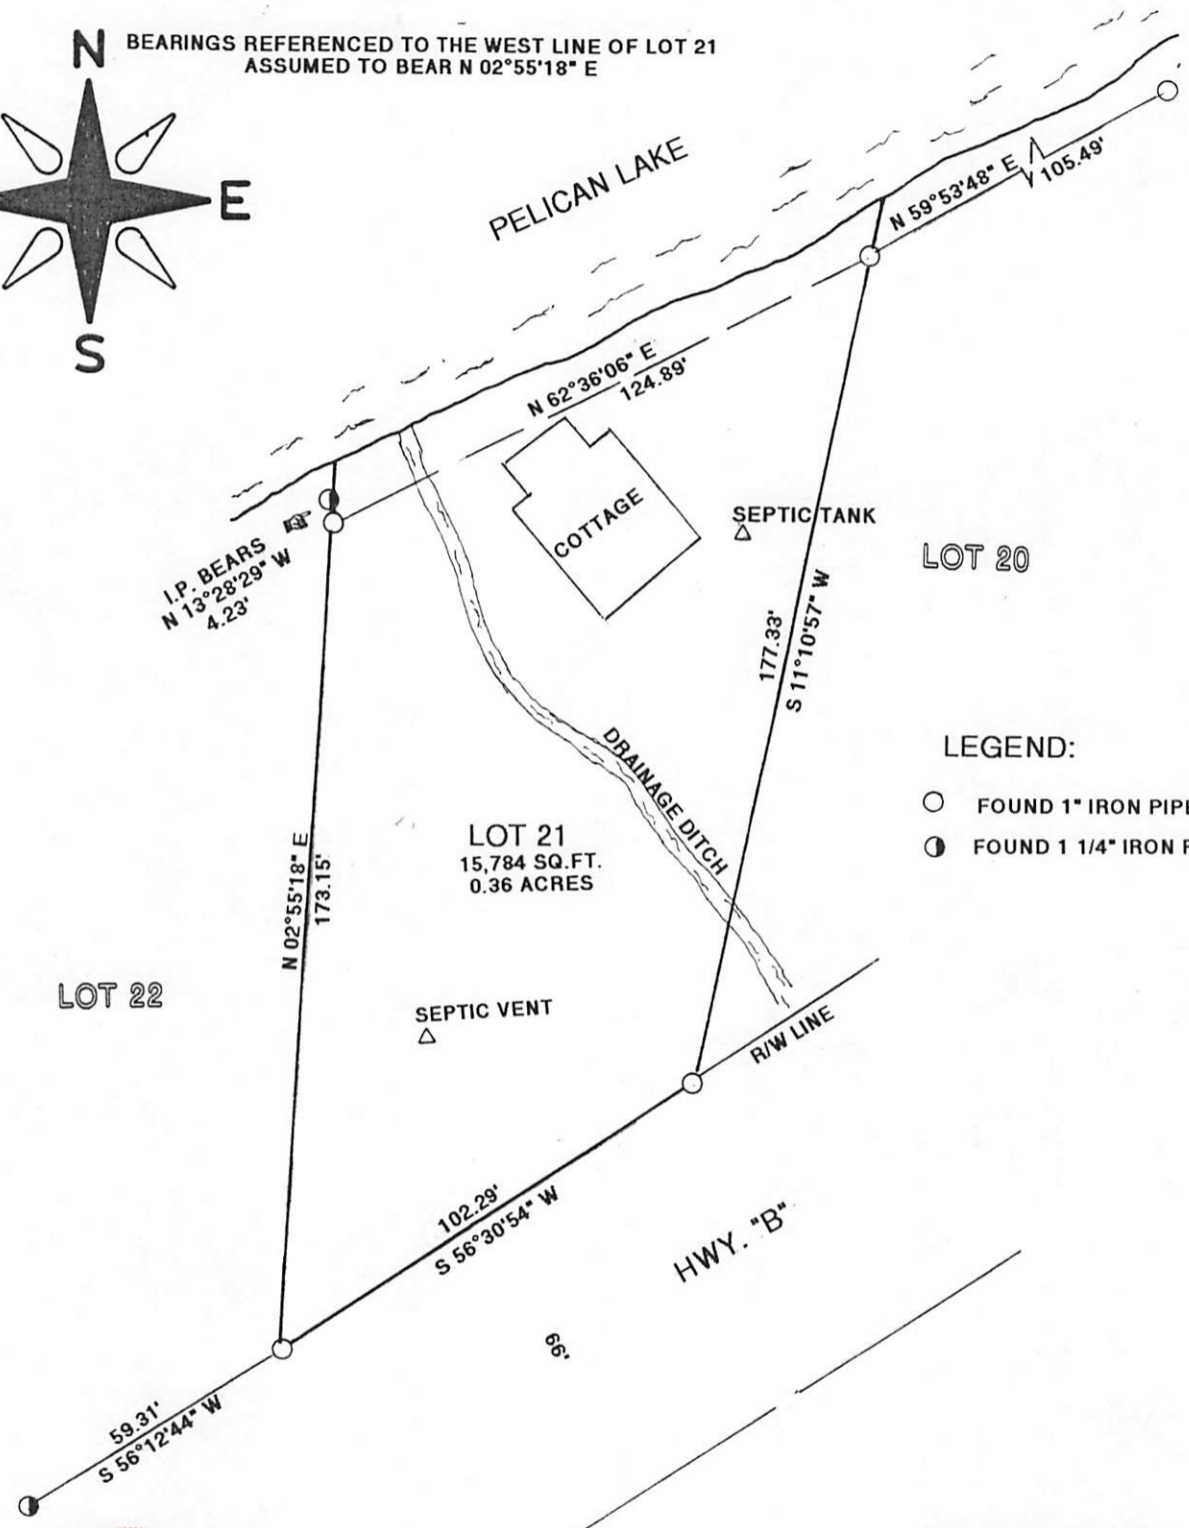 N
BEARINGS REFERENCED TO THE WEST LINE OF LOT 21
ASSUMED TO BEAR N 02°55'18" E
E
S
PELICAN LAKE
N 59°53'48" E
105.49'
N 62°36'06" E
124.89'
COTTAGE
SEPTIC TANK
LOT 20
I.P. BEARS
N 13°28'29" W
4.23'
177.33'
S 11°10'57" W
DRAINAGE DITCH
LEGEND:
FOUND 1" IRON PIPE
FOUND 1 1/4" IRON
LOT 21
15,784 SQ.FT.
0.36 ACRES
N 02°55'18" E
173.15'
LOT 22
SEPTIC VENT
R/W LINE
102.29'
S 56°30'54" W
HWY. "B"
66'
59.31'
S 56°12'44" W